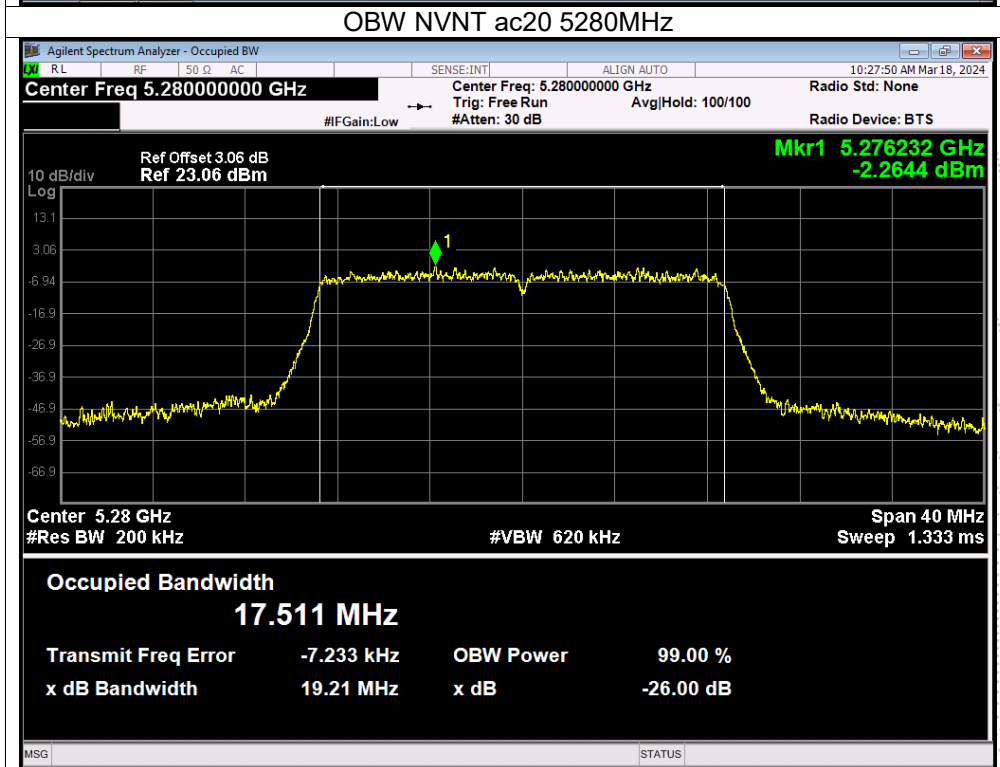 OBW NVNT ac20 5280MHz
Agilent Spectrum Analyzer - Occupied BW
LXI RL RF 50 Ω AC SENSE:INT ALIGN AUTO 10:27:50 AM Mar 18, 2024
Center Freq 5.280000000 GHz Center Freq: 5.280000000 GHz Radio Std: None
Trig: Free Run Avg|Hold: 100/100
#IFGain:Low #Atten: 30 dB Radio Device: BTS
Ref Offset 3.06 dB Mkr1 5.276232 GHz
10 dB/div Ref 23.06 dBm -2.2644 dBm
Log
13.1
1
3.06
-6.94
-16.9
-26.9
-36.9
-46.9
-56.9
-66.9
Center 5.28 GHz Span 40 MHz
#Res BW 200 kHz #VBW 620 kHz Sweep 1.333 ms
Occupied Bandwidth
17.511 MHz
Transmit Freq Error -7.233 kHz OBW Power 99.00 %
x dB Bandwidth 19.21 MHz x dB -26.00 dB
MSG STATUS